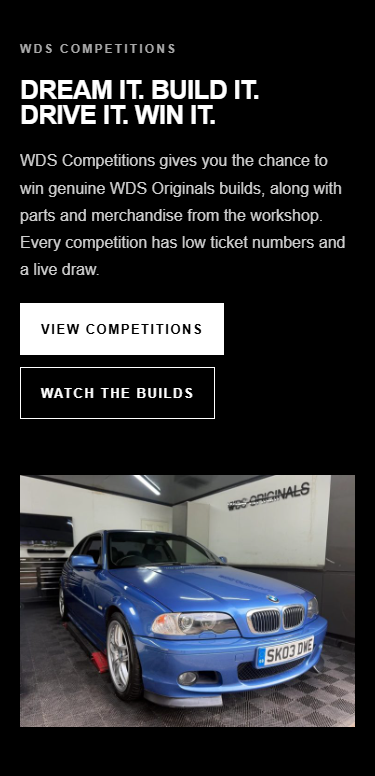 WDS COMPETITIONS
DREAM IT. BUILD IT.
DRIVE IT. WIN IT.
WDS Competitions gives you the chance to
win genuine WDS Originals builds, along with
parts and merchandise from the workshop.
Every competition has low ticket numbers and
a live draw.
VIEW COMPETITIONS
WATCH THE BUILDS
WDS ORIGINALS
SK03 DWE